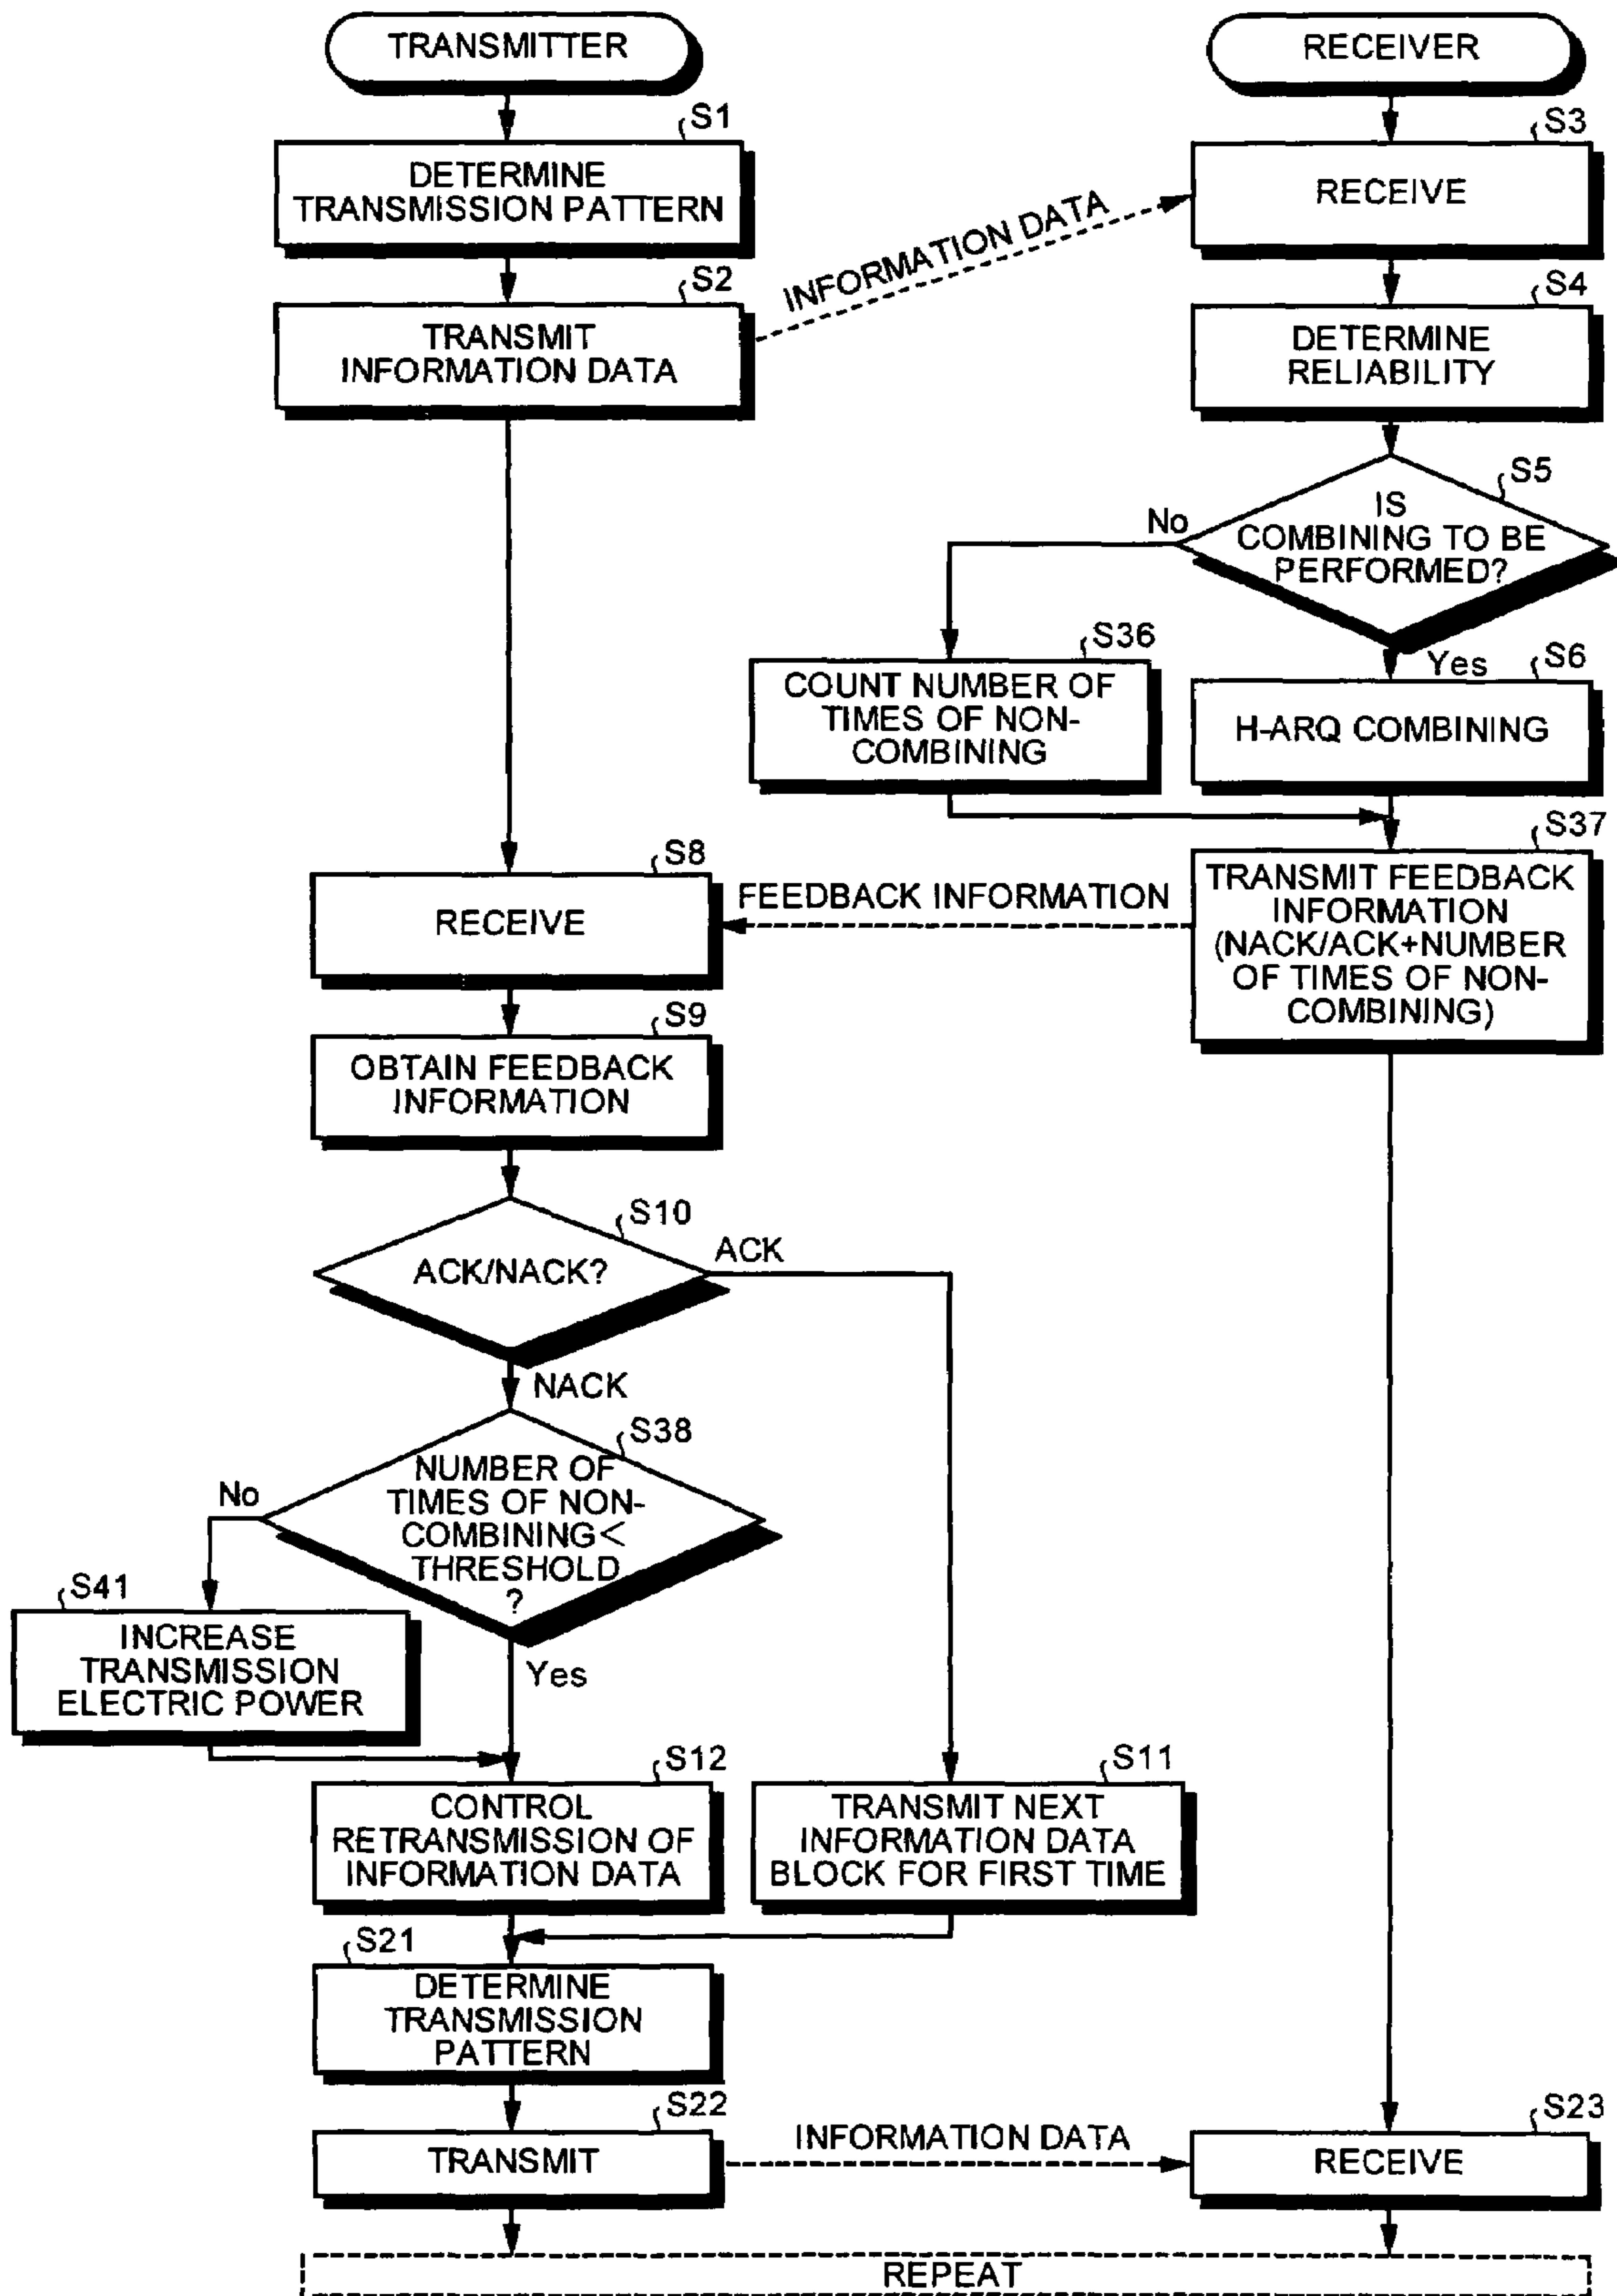 TRANSMITTER
RECEIVER
S1
DETERMINE
TRANSMISSION PATTERN
S3
RECEIVE
INFORMATION DATA
S2
TRANSMIT
INFORMATION DATA
S4
DETERMINE
RELIABILITY
S5
IS
COMBINING TO BE
PERFORMED?
No
Yes
S36
COUNT NUMBER OF
TIMES OF NON-
COMBINING
S6
H-ARQ COMBINING
S37
TRANSMIT FEEDBACK
INFORMATION
(NACK/ACK+NUMBER
OF TIMES OF NON-
COMBINING)
FEEDBACK INFORMATION
S8
RECEIVE
S9
OBTAIN FEEDBACK
INFORMATION
S10
ACK/NACK?
ACK
NACK
S38
NUMBER OF
TIMES OF NON-
COMBINING<
THRESHOLD
?
No
Yes
S41
INCREASE
TRANSMISSION
ELECTRIC POWER
S12
CONTROL
RETRANSMISSION OF
INFORMATION DATA
S11
TRANSMIT NEXT
INFORMATION DATA
BLOCK FOR FIRST TIME
S21
DETERMINE
TRANSMISSION
PATTERN
S22
TRANSMIT
INFORMATION DATA
S23
RECEIVE
REPEAT